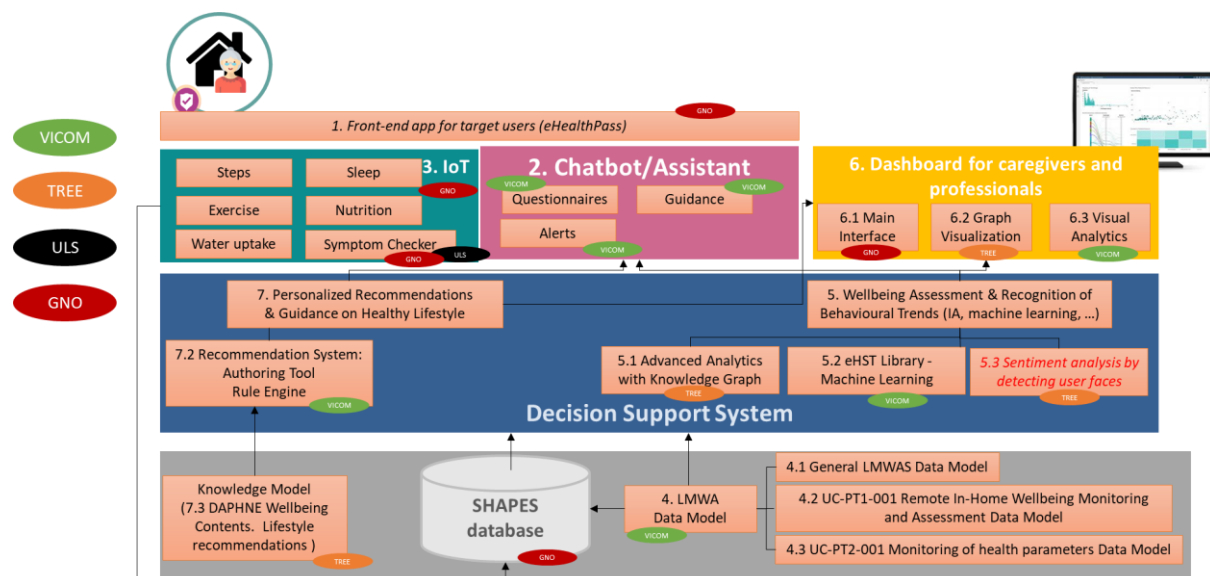 VICOM
TREE
ULS
GNO
GNO
1. Front-end app for target users (eHealthPass)
3. IoT
GNO
Steps
Sleep
Exercise
Nutrition
Water uptake
Symptom Checker
GNO
ULS
2. Chatbot/Assistant
VICOM
Questionnaires
VICOM
Guidance
Alerts
VICOM
6. Dashboard for caregivers and
professionals
6.1 Main
Interface
GNO
6.2 Graph
Visualization
TREE
6.3 Visual
Analytics
VICOM
7. Personalized Recommendations
& Guidance on Healthy Lifestyle
5. Wellbeing Assessment & Recognition of
Behavioural Trends (IA, machine learning, ...)
7.2 Recommendation System:
Authoring Tool
Rule Engine
VICOM
5.1 Advanced Analytics
with Knowledge Graph
TREE
5.2 eHST Library -
Machine Learning
VICOM
5.3 Sentiment analysis by
detecting user faces
TREE
Decision Support System
Knowledge Model
(7.3 DAPHNE Wellbeing
Contents. Lifestyle
recommendations )
TREE
SHAPES
database
GNO
4. LMWA
Data Model
VICOM
4.1 General LMWAS Data Model
4.2 UC-PT1-001 Remote In-Home Wellbeing Monitoring
and Assessment Data Model
4.3 UC-PT2-001 Monitoring of health parameters Data Model